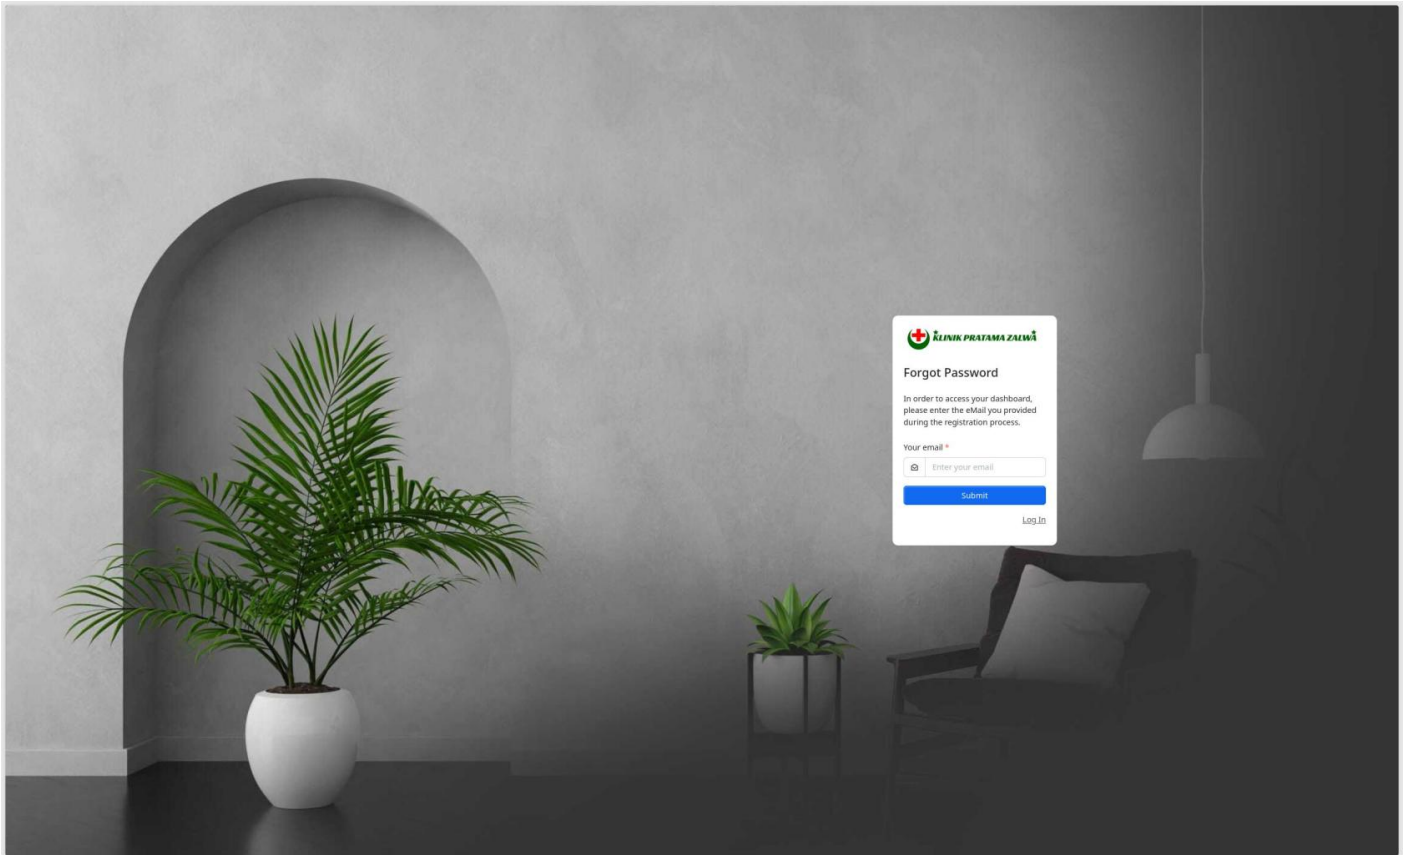 KLINIK PRATAMA ZALWA
Forgot Password
In order to access your dashboard,
please enter the eMail you provided
during the registration process.
Your email *
Enter your email
Submit
Log In